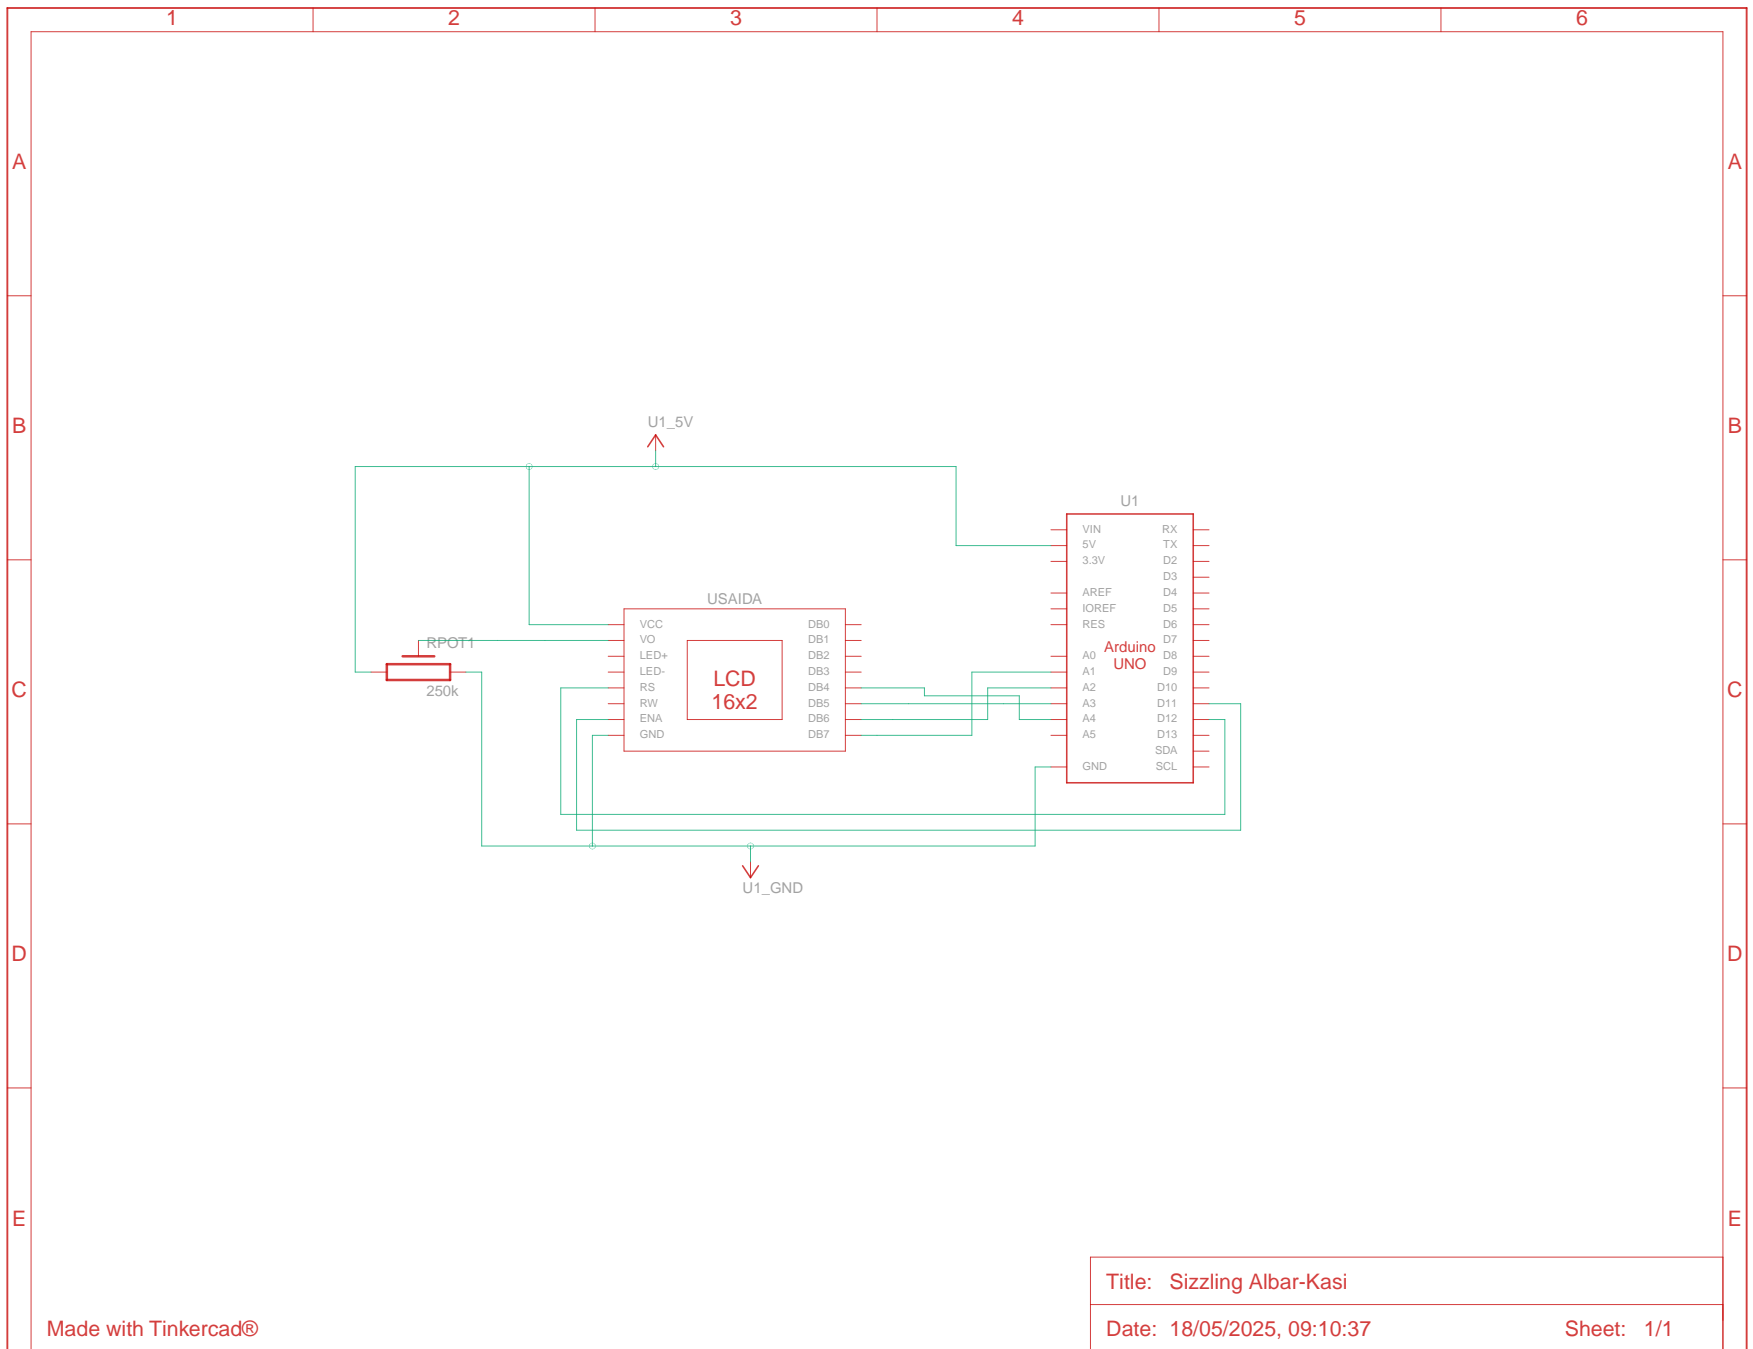 1 2 3 4 5 6
A A
B B
C C
D D
E E
U1_5V
U1
VIN RX
5V TX
3.3V D2
D3
AREF D4
IOREF D5
RES D6
D7
Arduino
UNO
A0 D8
A1 D9
A2 D10
A3 D11
A4 D12
A5 D13
SDA
GND SCL
USAIDA
VCC DB0
VO DB1
LED+ DB2
LED- DB3
RS DB4
RW DB5
ENA DB6
GND DB7
LCD
16x2
RPOT1
250k
U1_GND
Title: Sizzling Albar-Kasi
Made with Tinkercad®
Date: 18/05/2025, 09:10:37 Sheet: 1/1